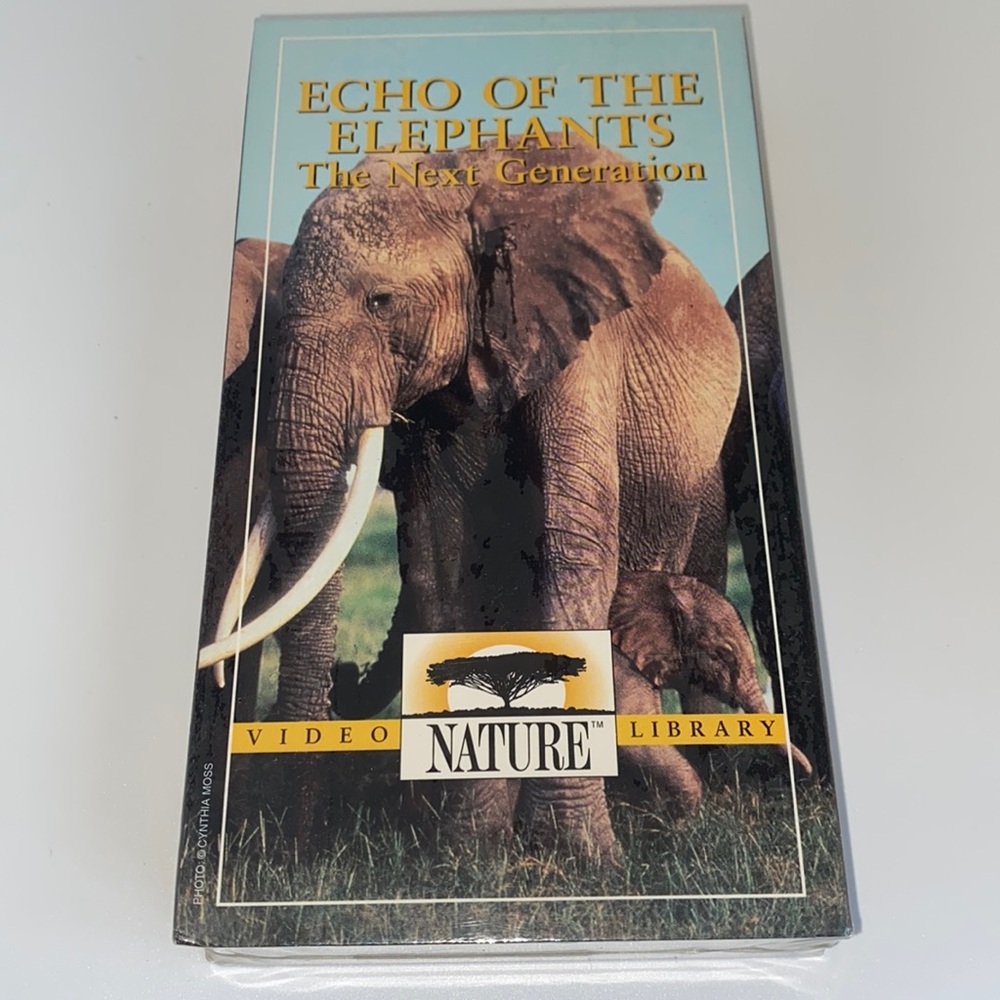 ECHO OF THE
ELEPHANTS
The Next Generation
VIDEO NATURE™ LIBRARY
PHOTO: © CYNTHIA MOSS